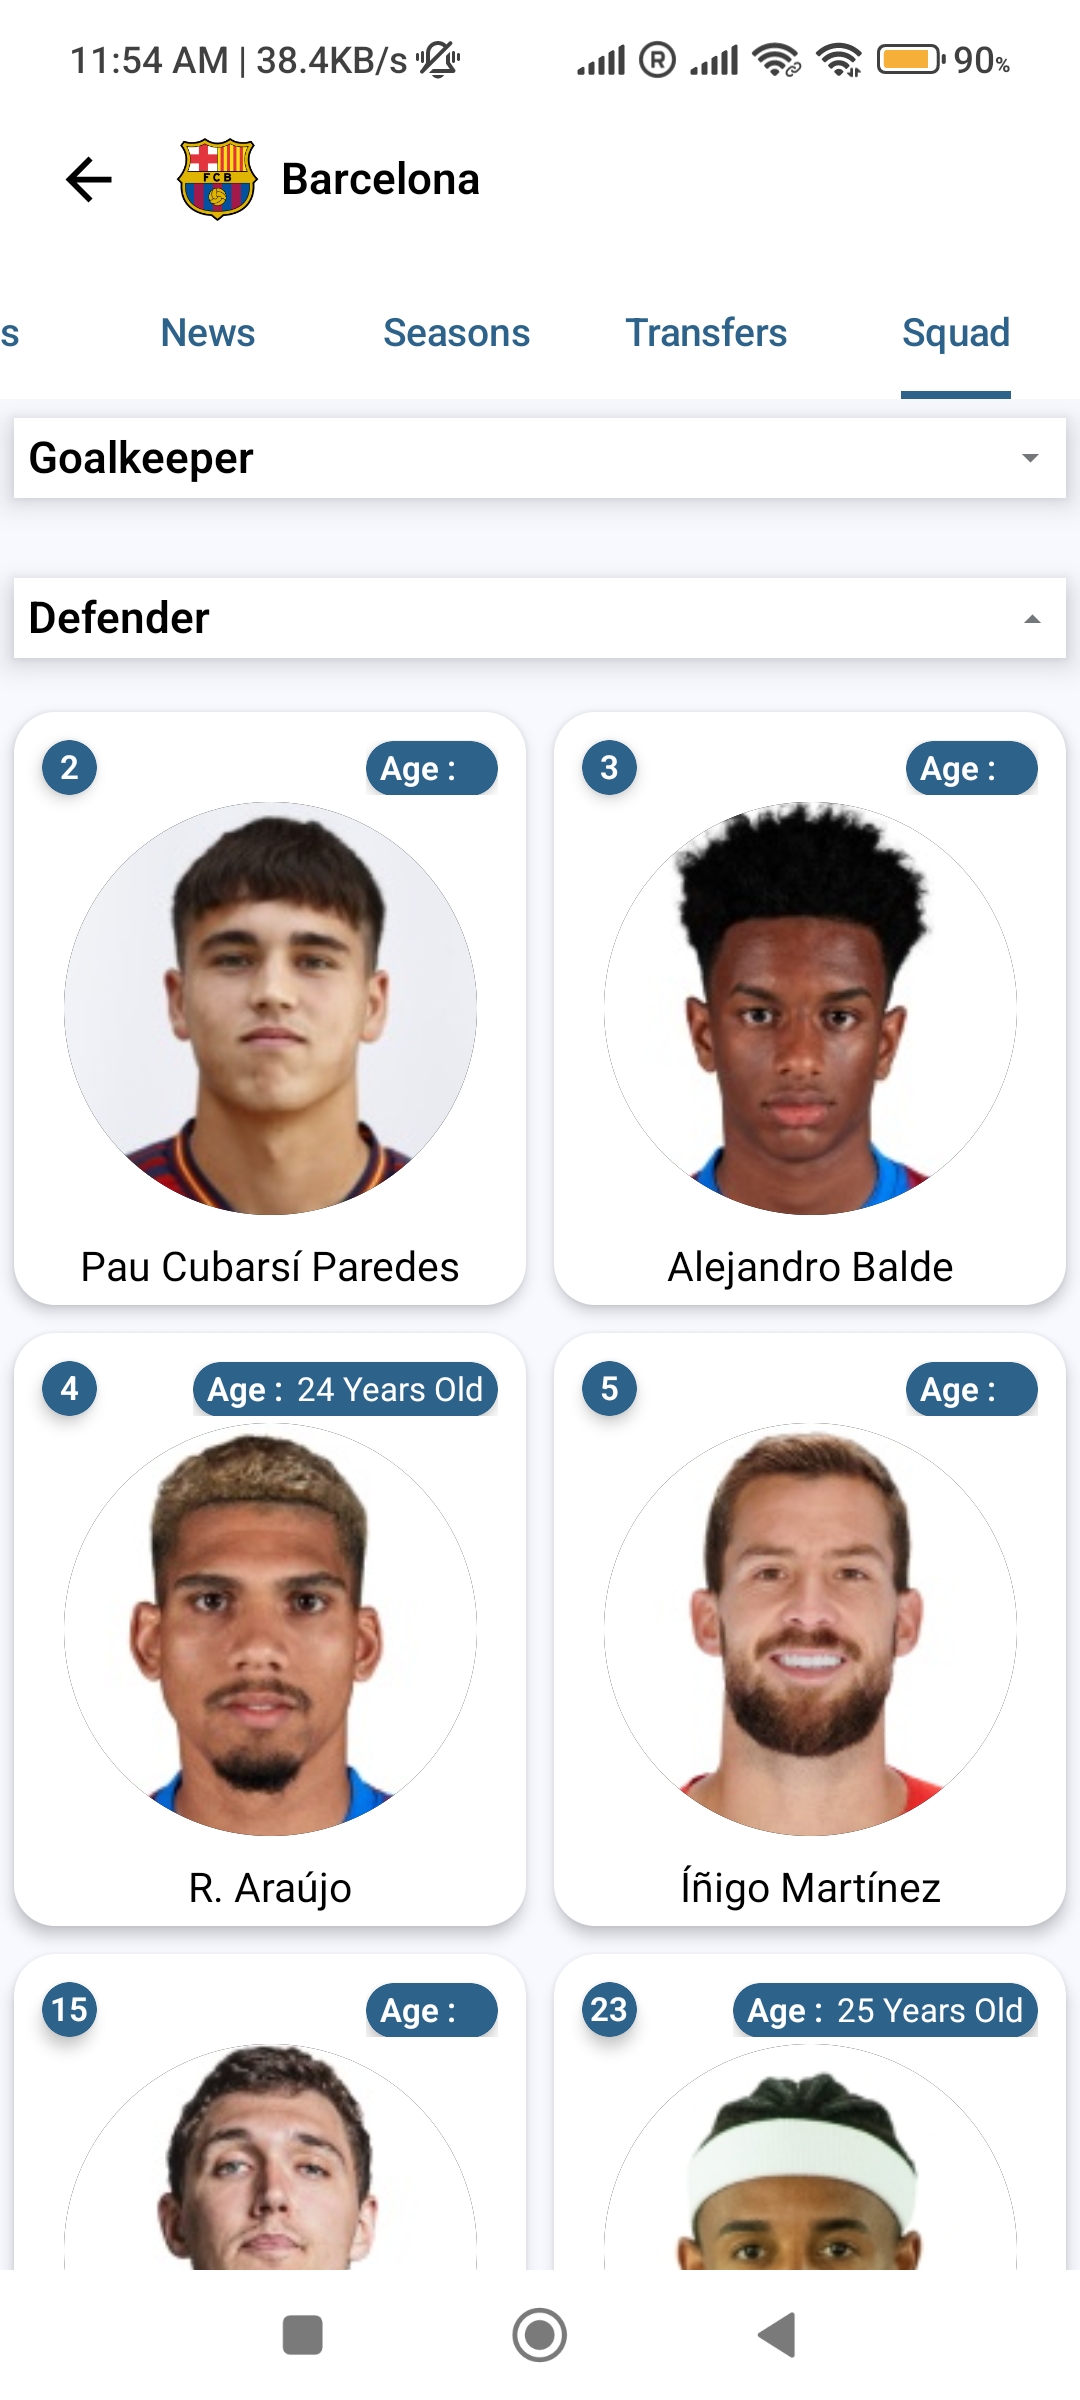 11:54 AM | 38.4KB/s R 90%
FCB Barcelona
s News Seasons Transfers Squad
Goalkeeper
Defender
2 Age : 3 Age :
Pau Cubarsí Paredes Alejandro Balde
4 Age : 24 Years Old 5 Age :
R. Araújo Íñigo Martínez
15 Age : 23 Age : 25 Years Old